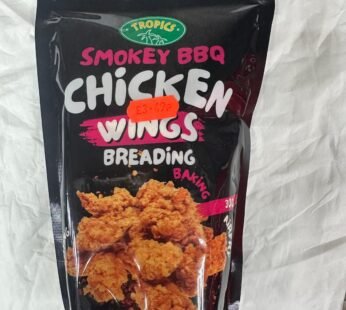 TROPICS
SMOKEY BBQ
CHICKEN
WINGS
BREADING
BAKING